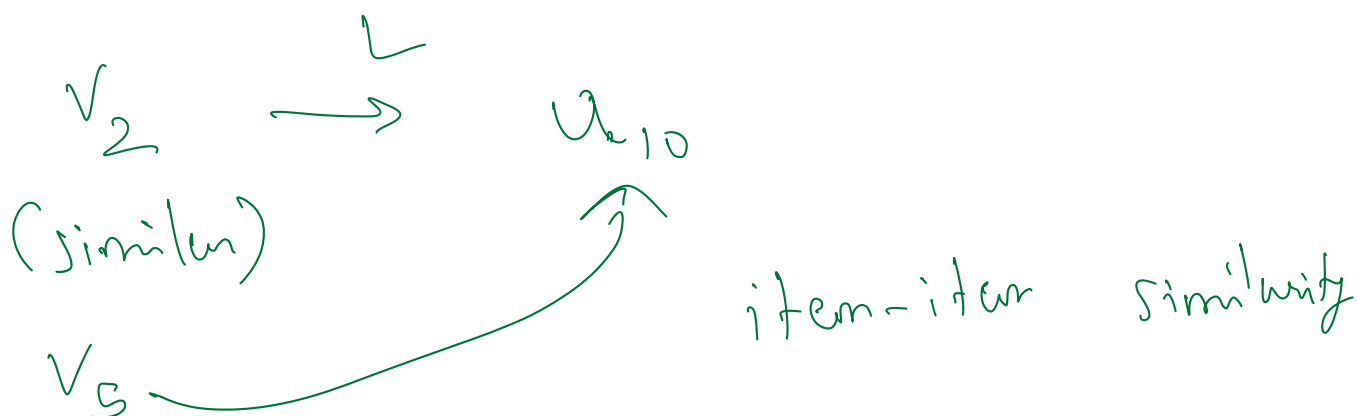 L
V2 → U10
(similar)
item-item similarity
V5